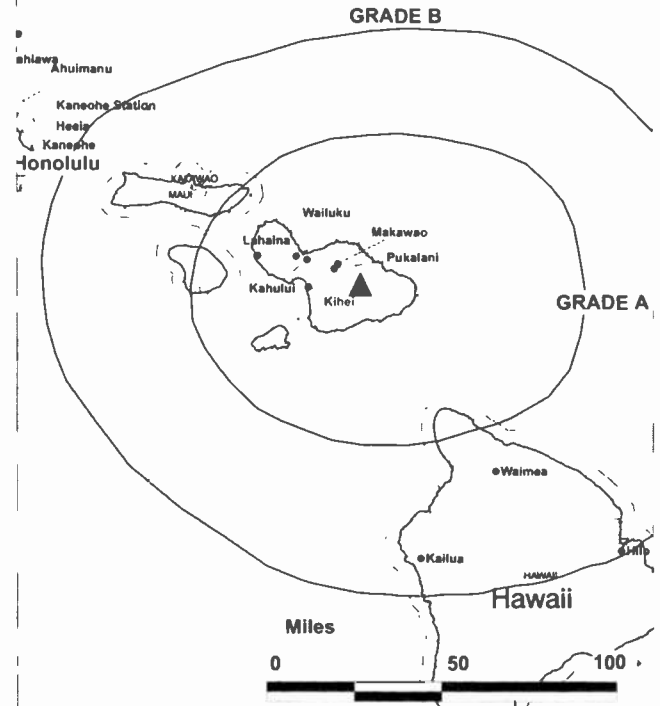 GRADE B
ahiawa
Ahuimanu
Kaneohe Station
Heeia
Kaneohe
Honolulu
MAUI
Wailuku
Lahaina
Makawao
Pukalani
Kahului
Kihei
GRADE A
Waimea
Kailua
Hilo
HAWAII
Hawaii
Miles
0 50 100